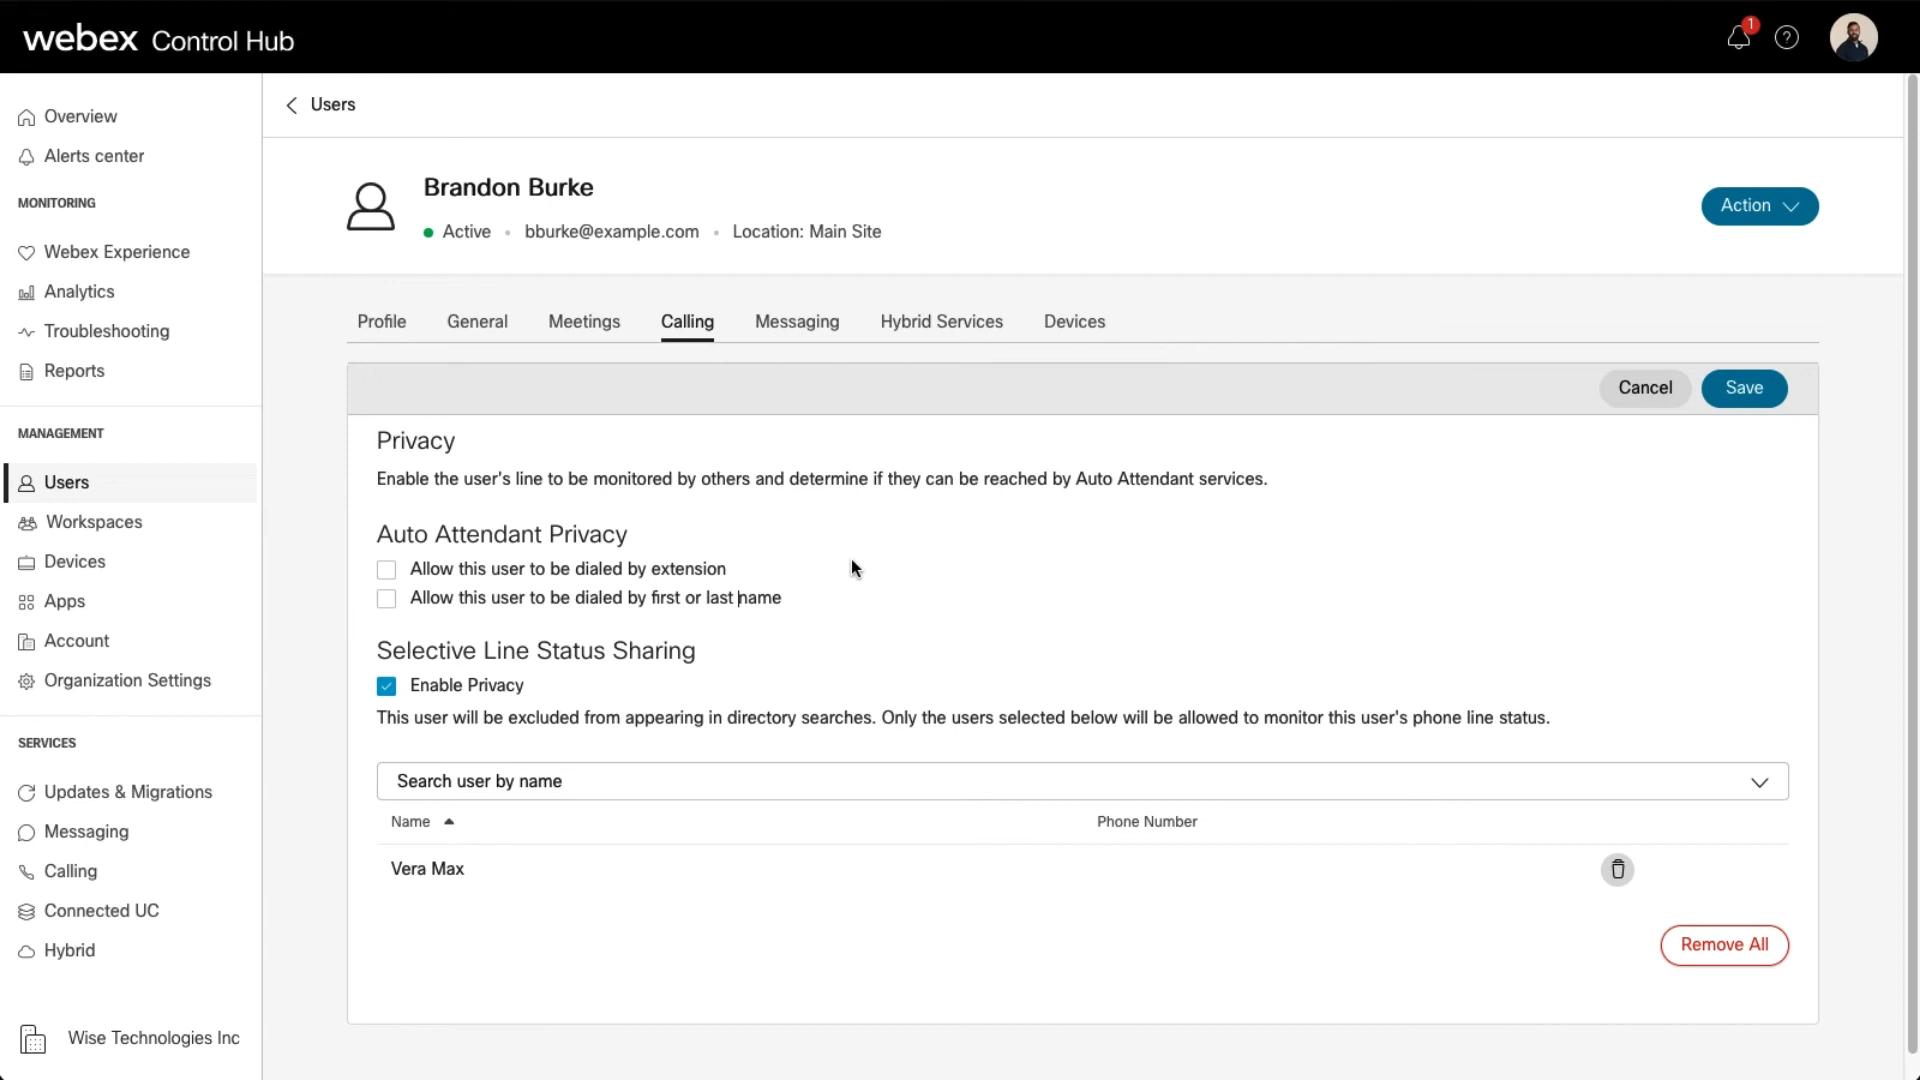 webex Control Hub
1
Overview
Alerts center
MONITORING
Webex Experience
Analytics
Troubleshooting
Reports
MANAGEMENT
Users
Workspaces
Devices
Apps
Account
Organization Settings
SERVICES
Updates & Migrations
Messaging
Calling
Connected UC
Hybrid
Wise Technologies Inc
Users
Brandon Burke
Active • bburke@example.com • Location: Main Site
Action
Profile General Meetings Calling Messaging Hybrid Services Devices
Cancel Save
Privacy
Enable the user's line to be monitored by others and determine if they can be reached by Auto Attendant services.
Auto Attendant Privacy
Allow this user to be dialed by extension
Allow this user to be dialed by first or last name
Selective Line Status Sharing
Enable Privacy
This user will be excluded from appearing in directory searches. Only the users selected below will be allowed to monitor this user's phone line status.
Search user by name
Name Phone Number
Vera Max
Remove All